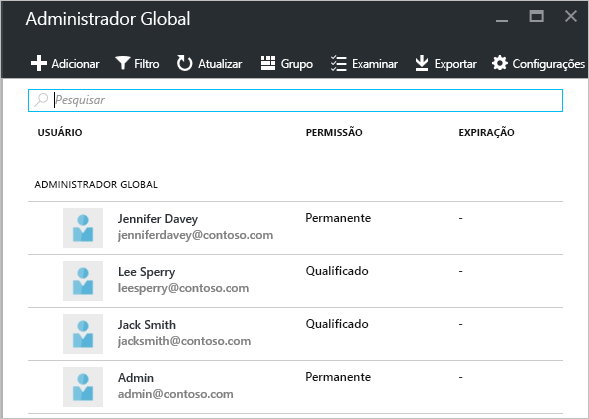 Administrador Global
Adicionar Filtro Atualizar Grupo Examinar Exportar Configurações
Pesquisar
USUÁRIO PERMISSÃO EXPIRAÇÃO
ADMINISTRADOR GLOBAL
Jennifer Davey Permanente -
jenniferdavey@contoso.com
Lee Sperry Qualificado -
leesperry@contoso.com
Jack Smith Qualificado -
jacksmith@contoso.com
Admin Permanente -
admin@contoso.com